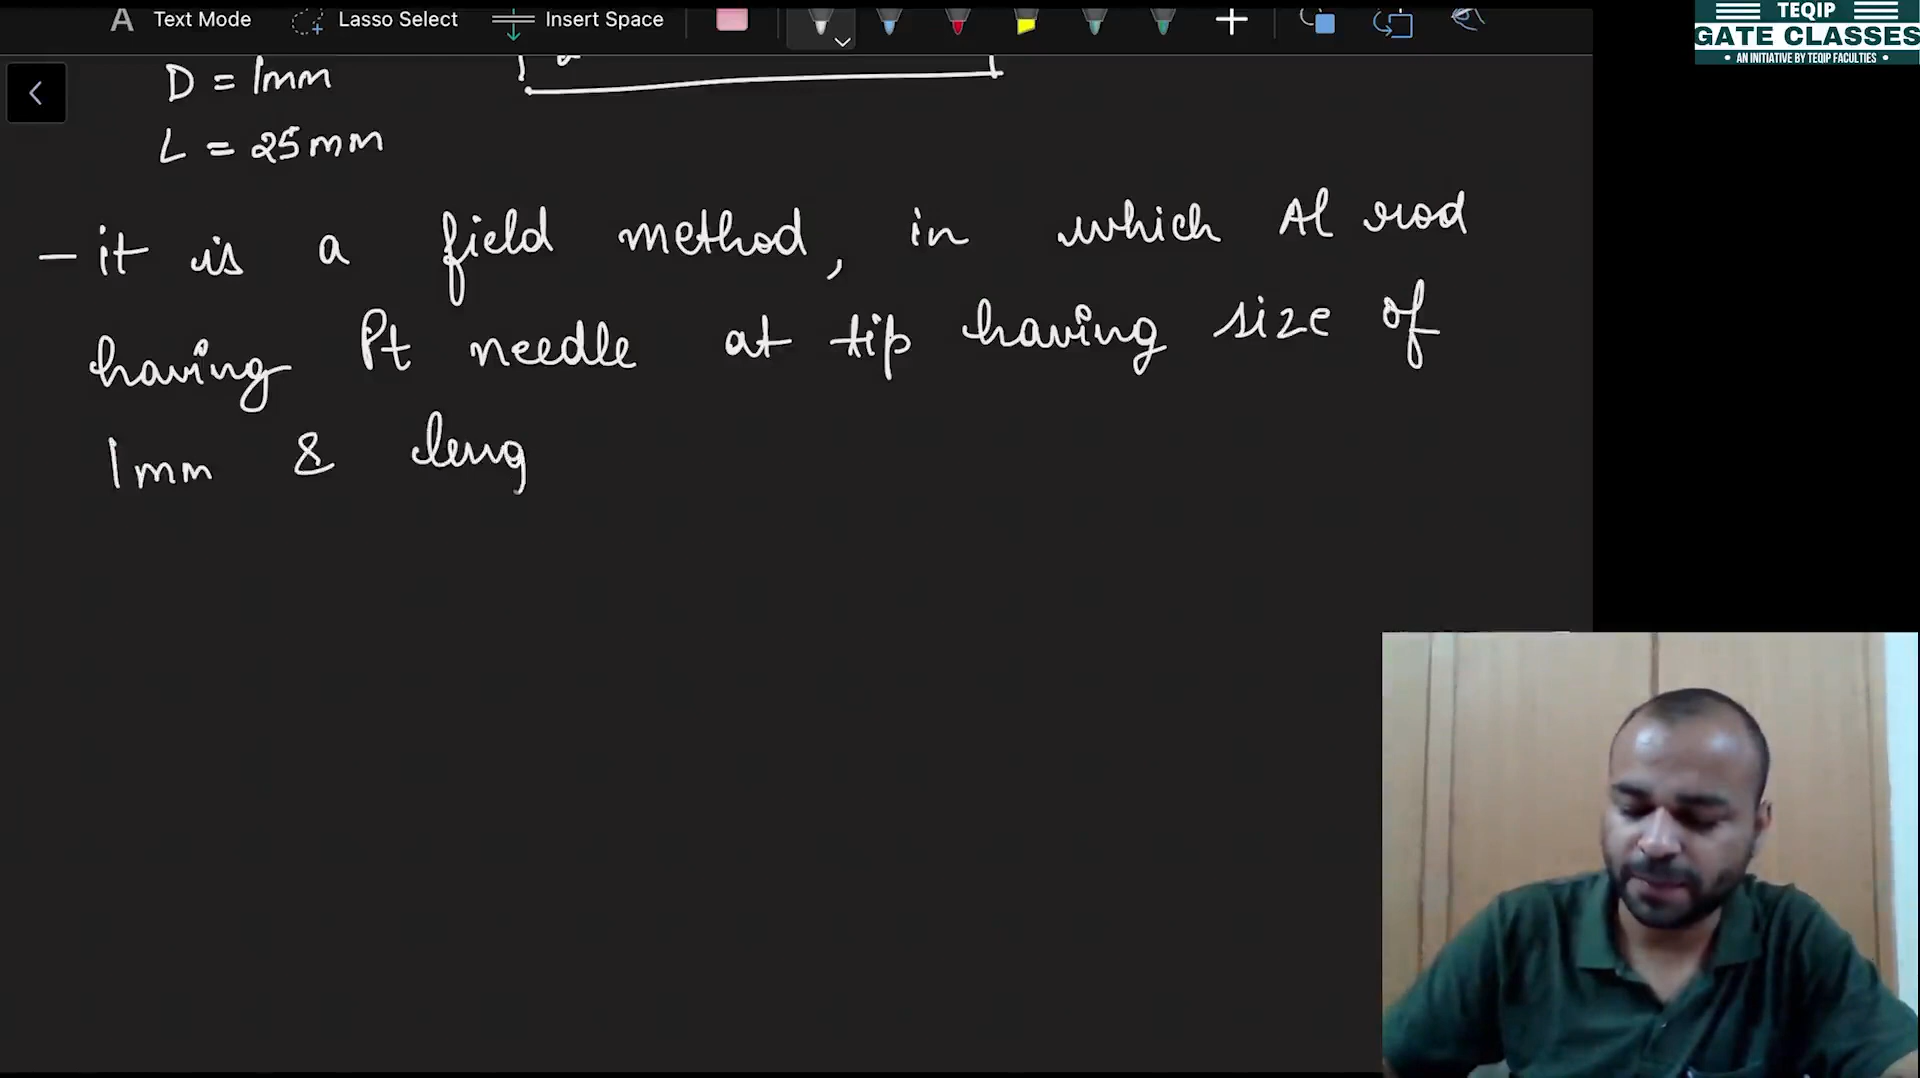 Text Mode Lasso Select Insert Space
TEQIP
GATE CLASSES
• AN INITIATIVE BY TEQIP FACULTIES •
D = 1mm
L = 25mm
- it is a field method, in which Al rod
having Pt needle at tip having size of
1mm & leng